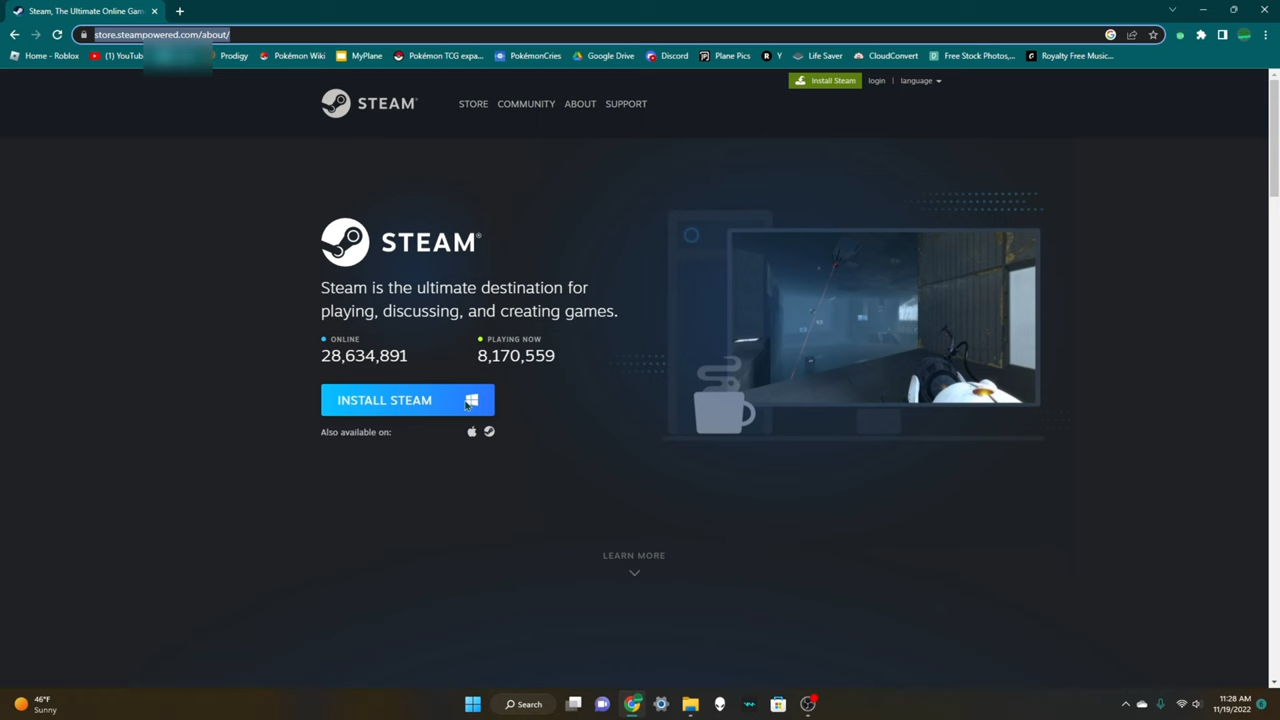 Steam, The Ultimate Online Gam
store.steampowered.com/about/
Home - Roblox
(1) YouTube
Prodigy
Pokémon Wiki
MyPlane
Pokémon TCG expa...
PokémonCries
Google Drive
Discord
Plane Pics
Y
Life Saver
CloudConvert
Free Stock Photos,...
Royalty Free Music...
Install Steam
login | language
STEAM®
STORE COMMUNITY ABOUT SUPPORT
STEAM®
Steam is the ultimate destination for
playing, discussing, and creating games.
ONLINE PLAYING NOW
28,634,891 8,170,559
INSTALL STEAM
Also available on:
LEARN MORE
46°F
Sunny
Search
11:28 AM
11/19/2022